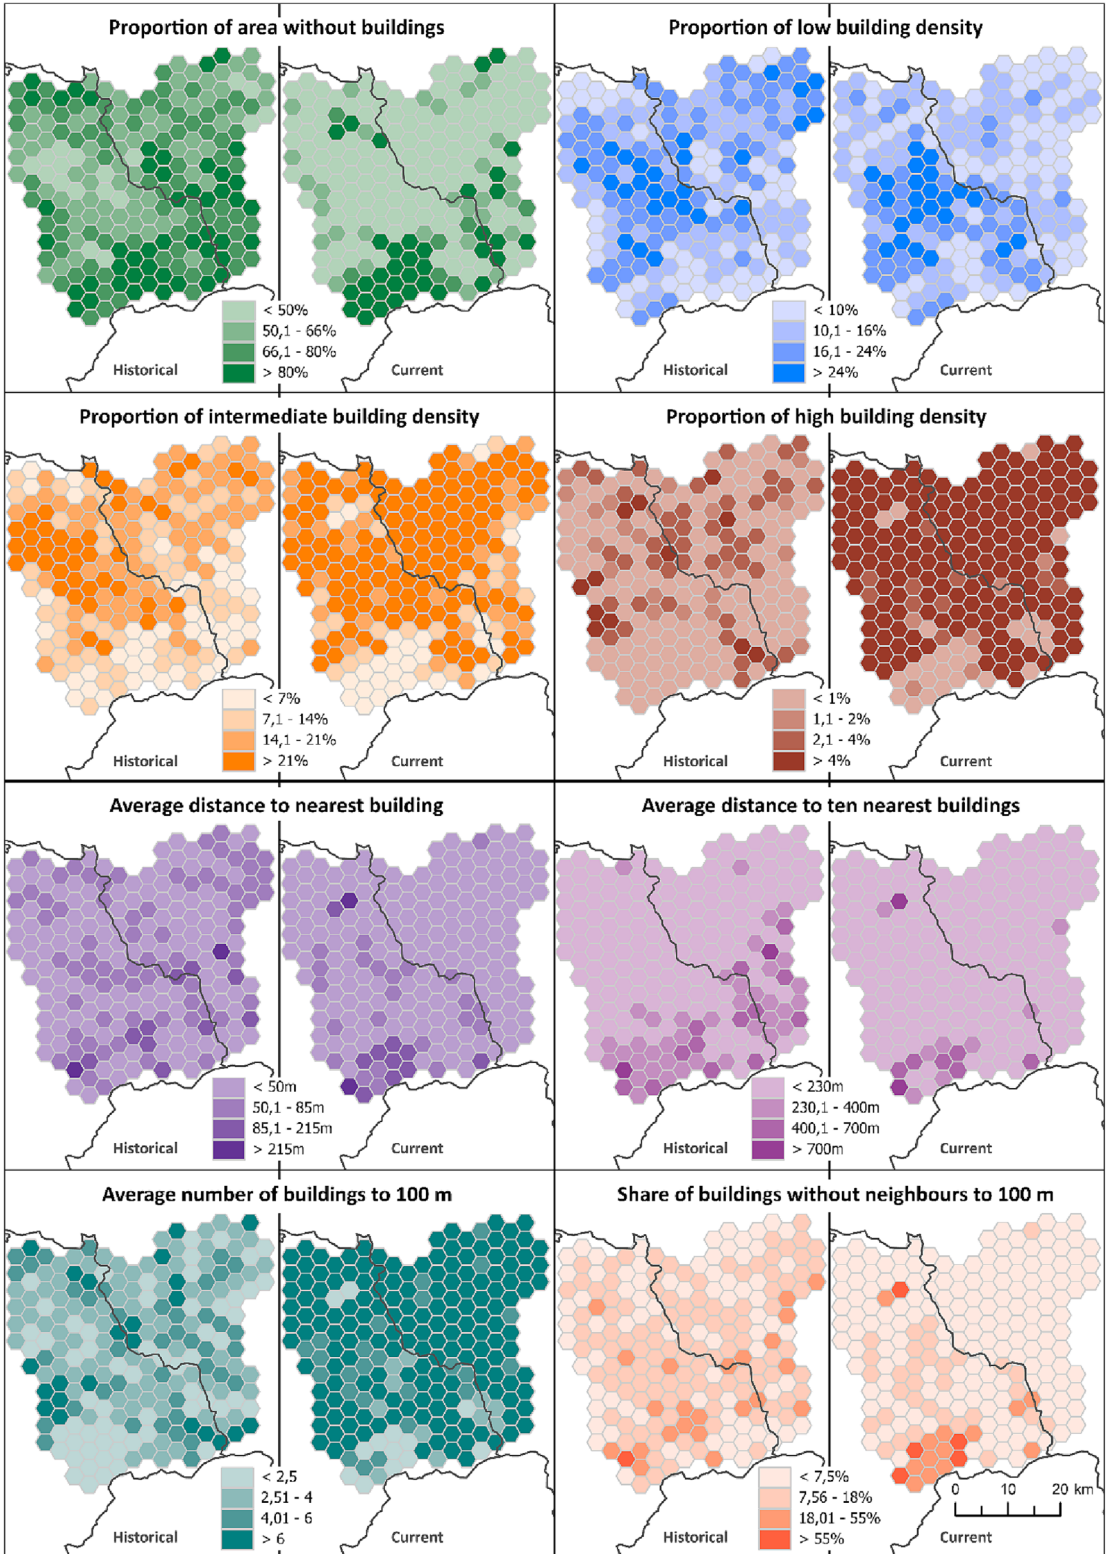 Proportion of area without buildings
< 50%
50,1 - 66%
66,1 - 80%
> 80%
Historical
Current
Proportion of low building density
< 10%
10,1 - 16%
16,1 - 24%
> 24%
Historical
Current
Proportion of intermediate building density
< 7%
7,1 - 14%
14,1 - 21%
> 21%
Historical
Current
Proportion of high building density
< 1%
1,1 - 2%
2,1 - 4%
> 4%
Historical
Current
Average distance to nearest building
< 50m
50,1 - 85m
85,1 - 215m
> 215m
Historical
Current
Average distance to ten nearest buildings
< 230m
230,1 - 400m
400,1 - 700m
> 700m
Historical
Current
Average number of buildings to 100 m
< 2,5
2,51 - 4
4,01 - 6
> 6
Historical
Current
Share of buildings without neighbours to 100 m
< 7,5%
7,56 - 18%
18,01 - 55%
> 55%
Historical
Current
0 10 20 km